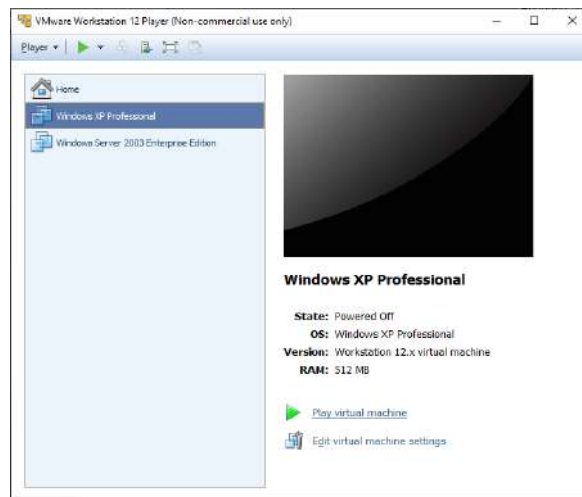 VMware Workstation 12 Player (Non-commercial use only)
Player
Home
Windows XP Professional
Windows Server 2003 Enterprise Edition
Windows XP Professional
State: Powered Off
OS: Windows XP Professional
Version: Workstation 12.x virtual machine
RAM: 512 MB
Play virtual machine
Edit virtual machine settings